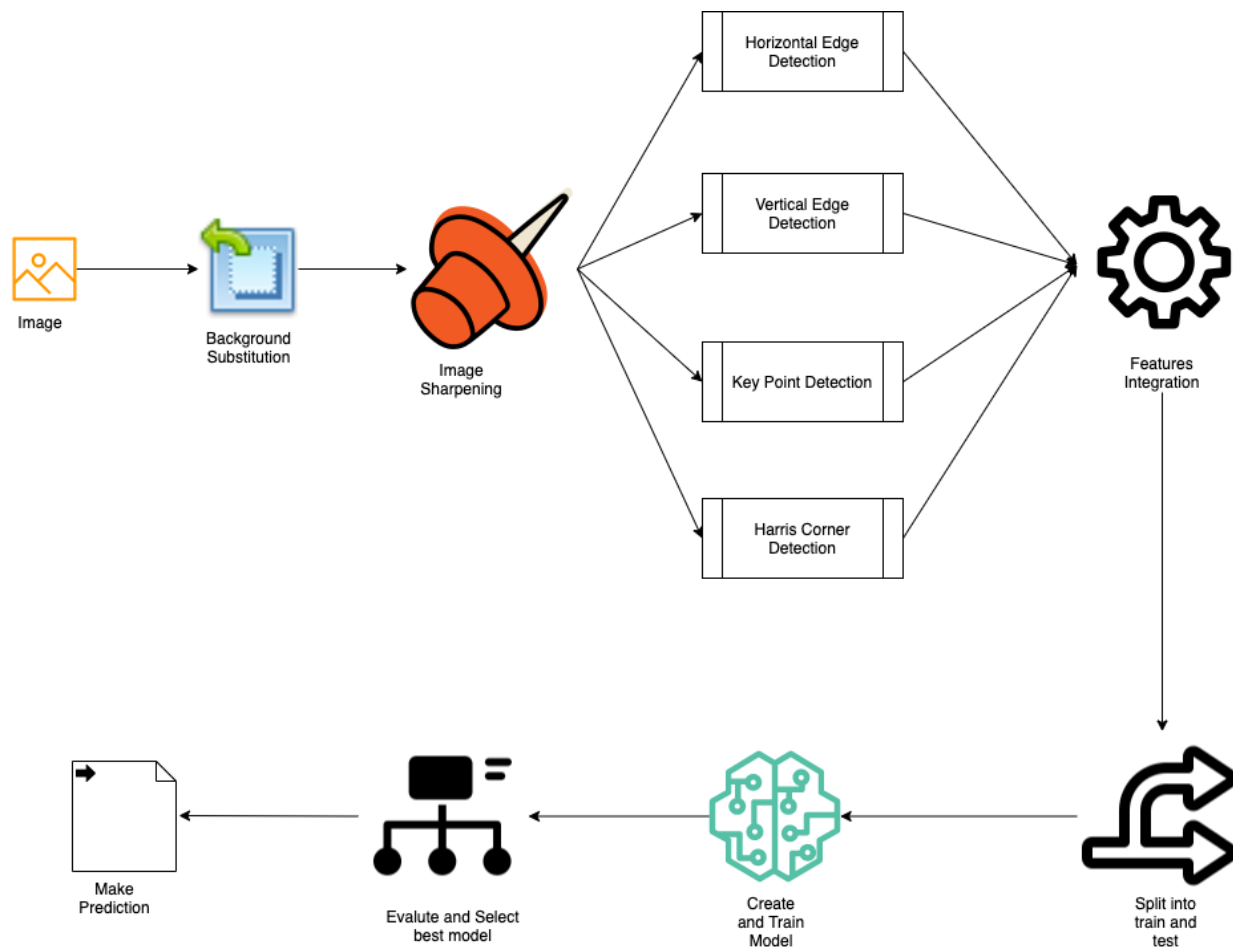 Horizontal Edge
Detection
Vertical Edge
Detection
Image
Background
Substitution
Image
Sharpening
Key Point Detection
Features
Integration
Harris Corner
Detection
Make
Prediction
Evalute and Select
best model
Create
and Train
Model
Split into
train and
test